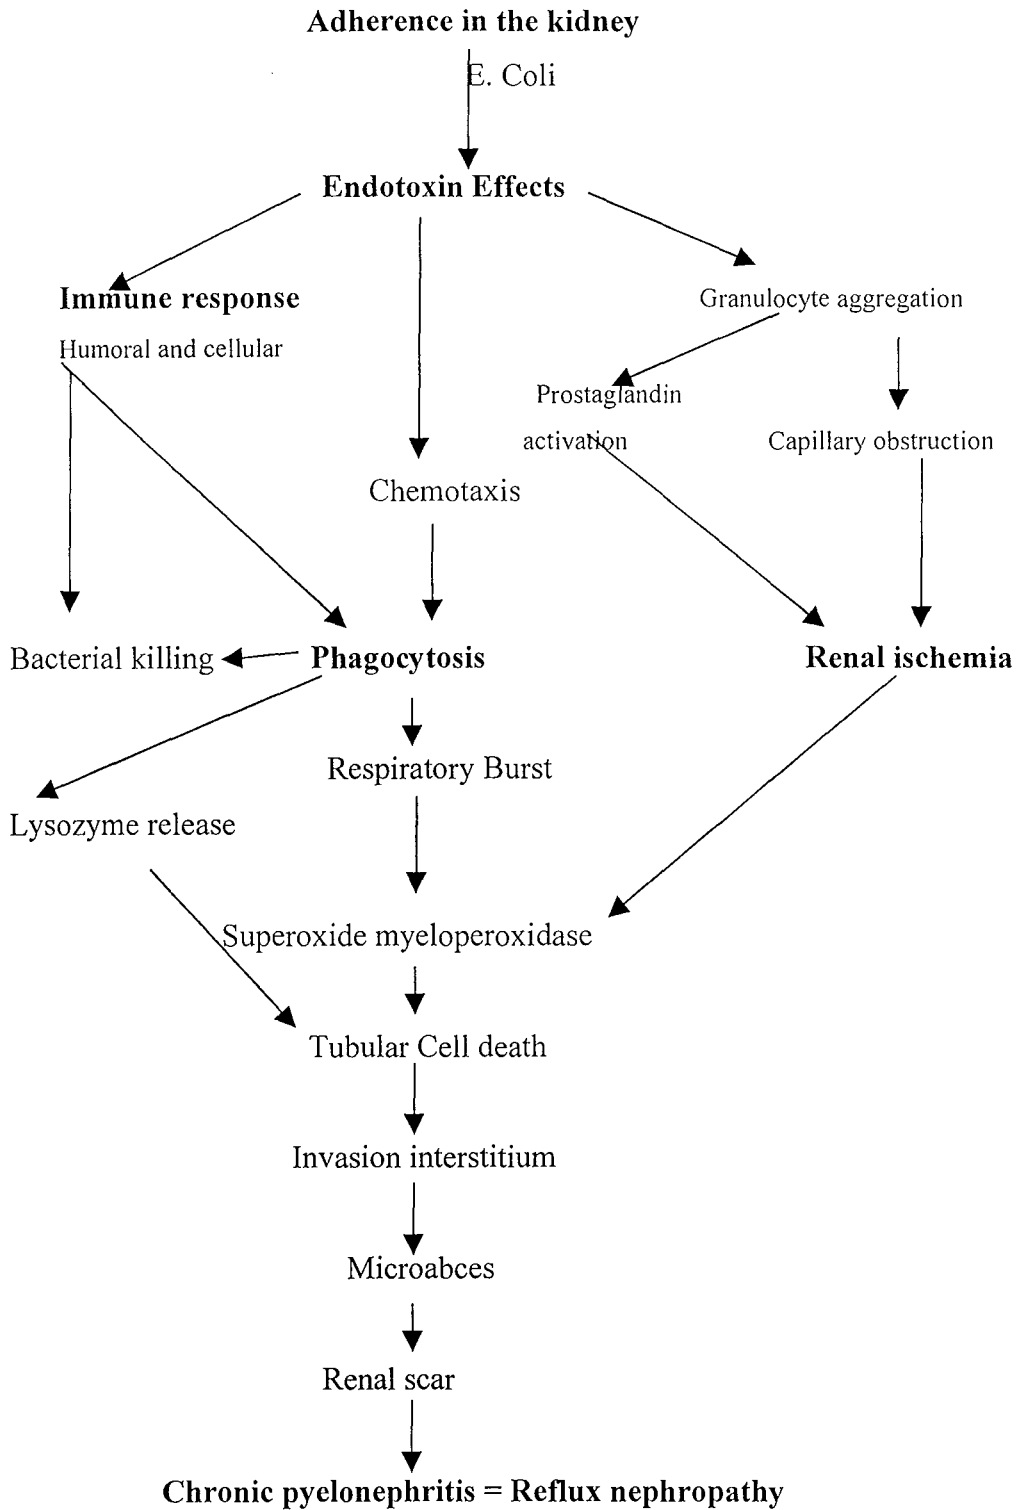 Adherence in the kidney
E. Coli
Endotoxin Effects
Immune response
Granulocyte aggregation
Humoral and cellular
Prostaglandin
activation
Capillary obstruction
Chemotaxis
Bacterial killing
Phagocytosis
Renal ischemia
Respiratory Burst
Lysozyme release
Superoxide myeloperoxidase
Tubular Cell death
Invasion interstitium
Microabces
Renal scar
Chronic pyelonephritis = Reflux nephropathy